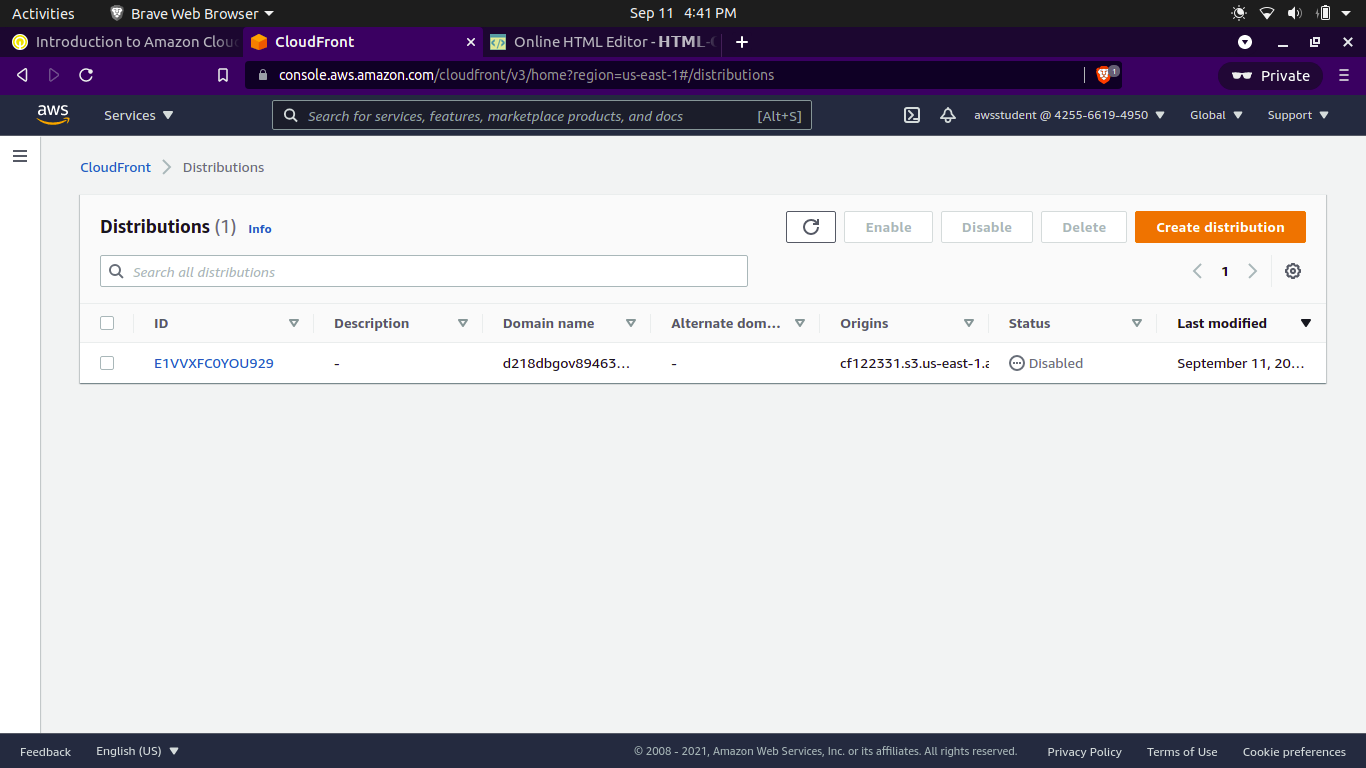 Activities Brave Web Browser Sep 11 4:41 PM
Introduction to Amazon Clou CloudFront Online HTML Editor - HTML-
console.aws.amazon.com/cloudfront/v3/home?region=us-east-1#/distributions 1 Private
aws Services Search for services, features, marketplace products, and docs [Alt+S] awsstudent @ 4255-6619-4950 Global Support
CloudFront Distributions
Distributions (1) Info Enable Disable Delete Create distribution
Search all distributions 1
ID Description Domain name Alternate dom... Origins Status Last modified
E1VVXFC0YOU929 - d218dbgov89463... - cf122331.s3.us-east-1.a Disabled September 11, 20...
Feedback English (US) © 2008 - 2021, Amazon Web Services, Inc. or its affiliates. All rights reserved. Privacy Policy Terms of Use Cookie preferences